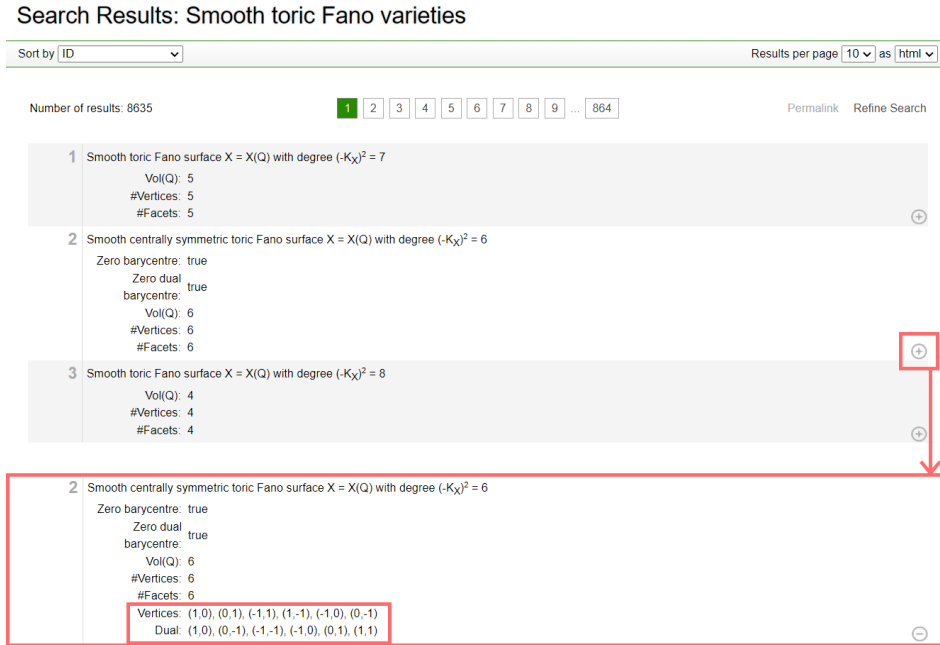 Search Results: Smooth toric Fano varieties
Sort by ID Results per page 10 as html
Number of results: 8635 1 2 3 4 5 6 7 8 9 ... 864 Permalink Refine Search
1 Smooth toric Fano surface X = X(Q) with degree (-K_X)² = 7
Vol(Q): 5
#Vertices: 5
#Facets: 5
2 Smooth centrally symmetric toric Fano surface X = X(Q) with degree (-K_X)² = 6
Zero barycentre: true
Zero dual
barycentre: true
Vol(Q): 6
#Vertices: 6
#Facets: 6
3 Smooth toric Fano surface X = X(Q) with degree (-K_X)² = 8
Vol(Q): 4
#Vertices: 4
#Facets: 4
2 Smooth centrally symmetric toric Fano surface X = X(Q) with degree (-K_X)² = 6
Zero barycentre: true
Zero dual
barycentre: true
Vol(Q): 6
#Vertices: 6
#Facets: 6
Vertices: (1,0), (0,1), (-1,1), (1,-1), (-1,0), (0,-1)
Dual: (1,0), (0,-1), (-1,-1), (-1,0), (0,1), (1,1)